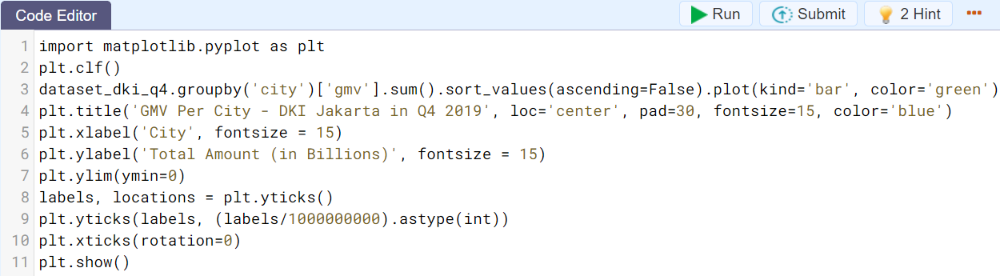 Code Editor
Run
Submit
2 Hint
1 import matplotlib.pyplot as plt
2 plt.clf()
3 dataset_dki_q4.groupby('city')['gmv'].sum().sort_values(ascending=False).plot(kind='bar', color='green')
4 plt.title('GMV Per City - DKI Jakarta in Q4 2019', loc='center', pad=30, fontsize=15, color='blue')
5 plt.xlabel('City', fontsize = 15)
6 plt.ylabel('Total Amount (in Billions)', fontsize = 15)
7 plt.ylim(ymin=0)
8 labels, locations = plt.yticks()
9 plt.yticks(labels, (labels/1000000000).astype(int))
10 plt.xticks(rotation=0)
11 plt.show()